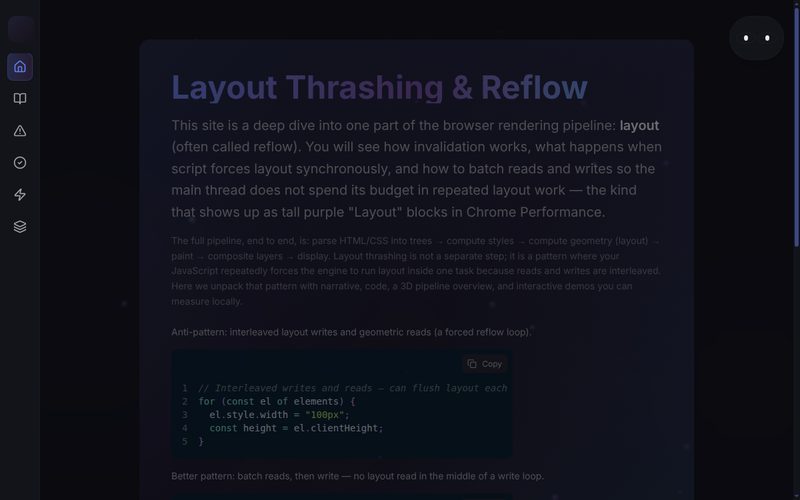 Layout Thrashing & Reflow
This site is a deep dive into one part of the browser rendering pipeline: layout
(often called reflow). You will see how invalidation works, what happens when
script forces layout synchronously, and how to batch reads and writes so the
main thread does not spend its budget in repeated layout work — the kind
that shows up as tall purple "Layout" blocks in Chrome Performance.
The full pipeline, end to end, is: parse HTML/CSS into trees → compute styles → compute geometry (layout) →
paint → composite layers → display. Layout thrashing is not a separate step; it is a pattern where your
JavaScript repeatedly forces the engine to run layout inside one task because reads and writes are interleaved.
Here we unpack that pattern with narrative, code, a 3D pipeline overview, and interactive demos you can
measure locally.
Anti-pattern: interleaved layout writes and geometric reads (a forced reflow loop).
Copy
1 // Interleaved writes and reads — can flush layout each
2 for (const el of elements) {
3 el.style.width = "100px";
4 const height = el.clientHeight;
5 }
Better pattern: batch reads, then write — no layout read in the middle of a write loop.